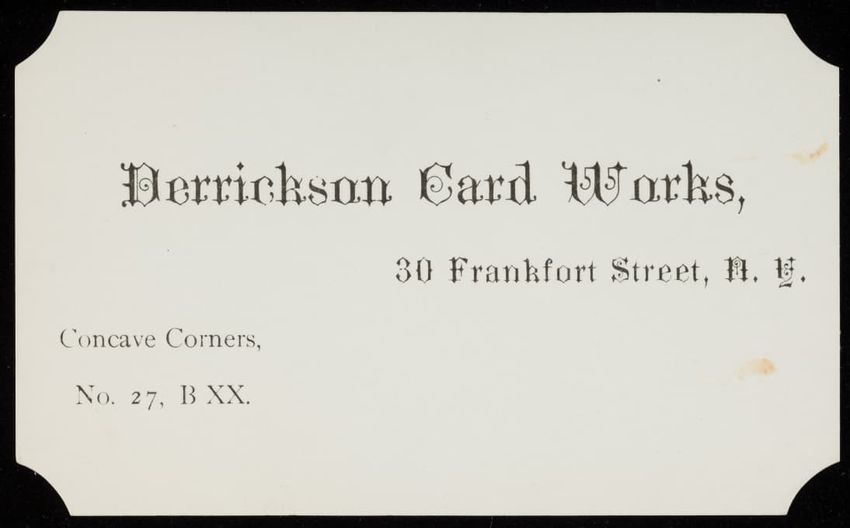 Derrickson Card Works,
30 Frankfort Street, N. Y.
Concave Corners,
No. 27, B XX.